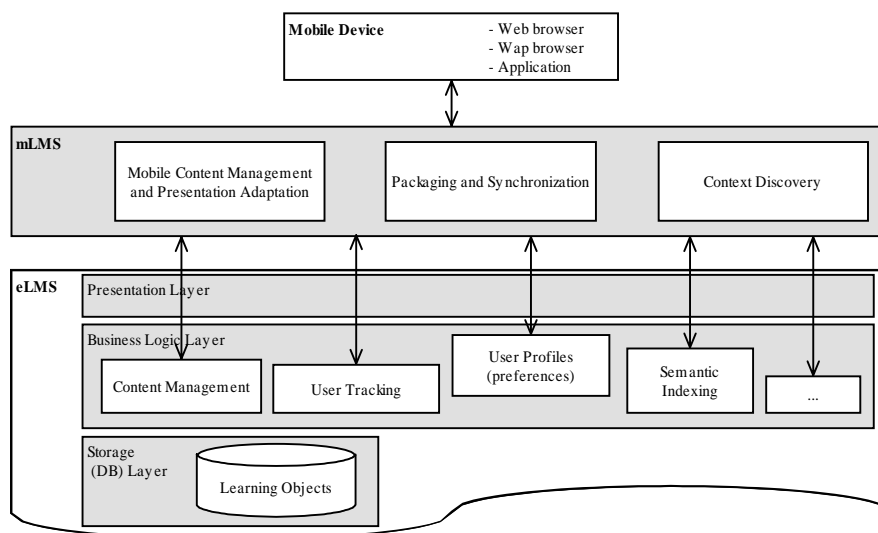 Mobile Device
- Web browser
- Wap browser
- Application
mLMS
Mobile Content Management
and Presentation Adaptation
Packaging and Synchronization
Context Discovery
eLMS
Presentation Layer
Business Logic Layer
Content Management
User Tracking
User Profiles
(preferences)
Semantic
Indexing
...
Storage
(DB) Layer
Learning Objects